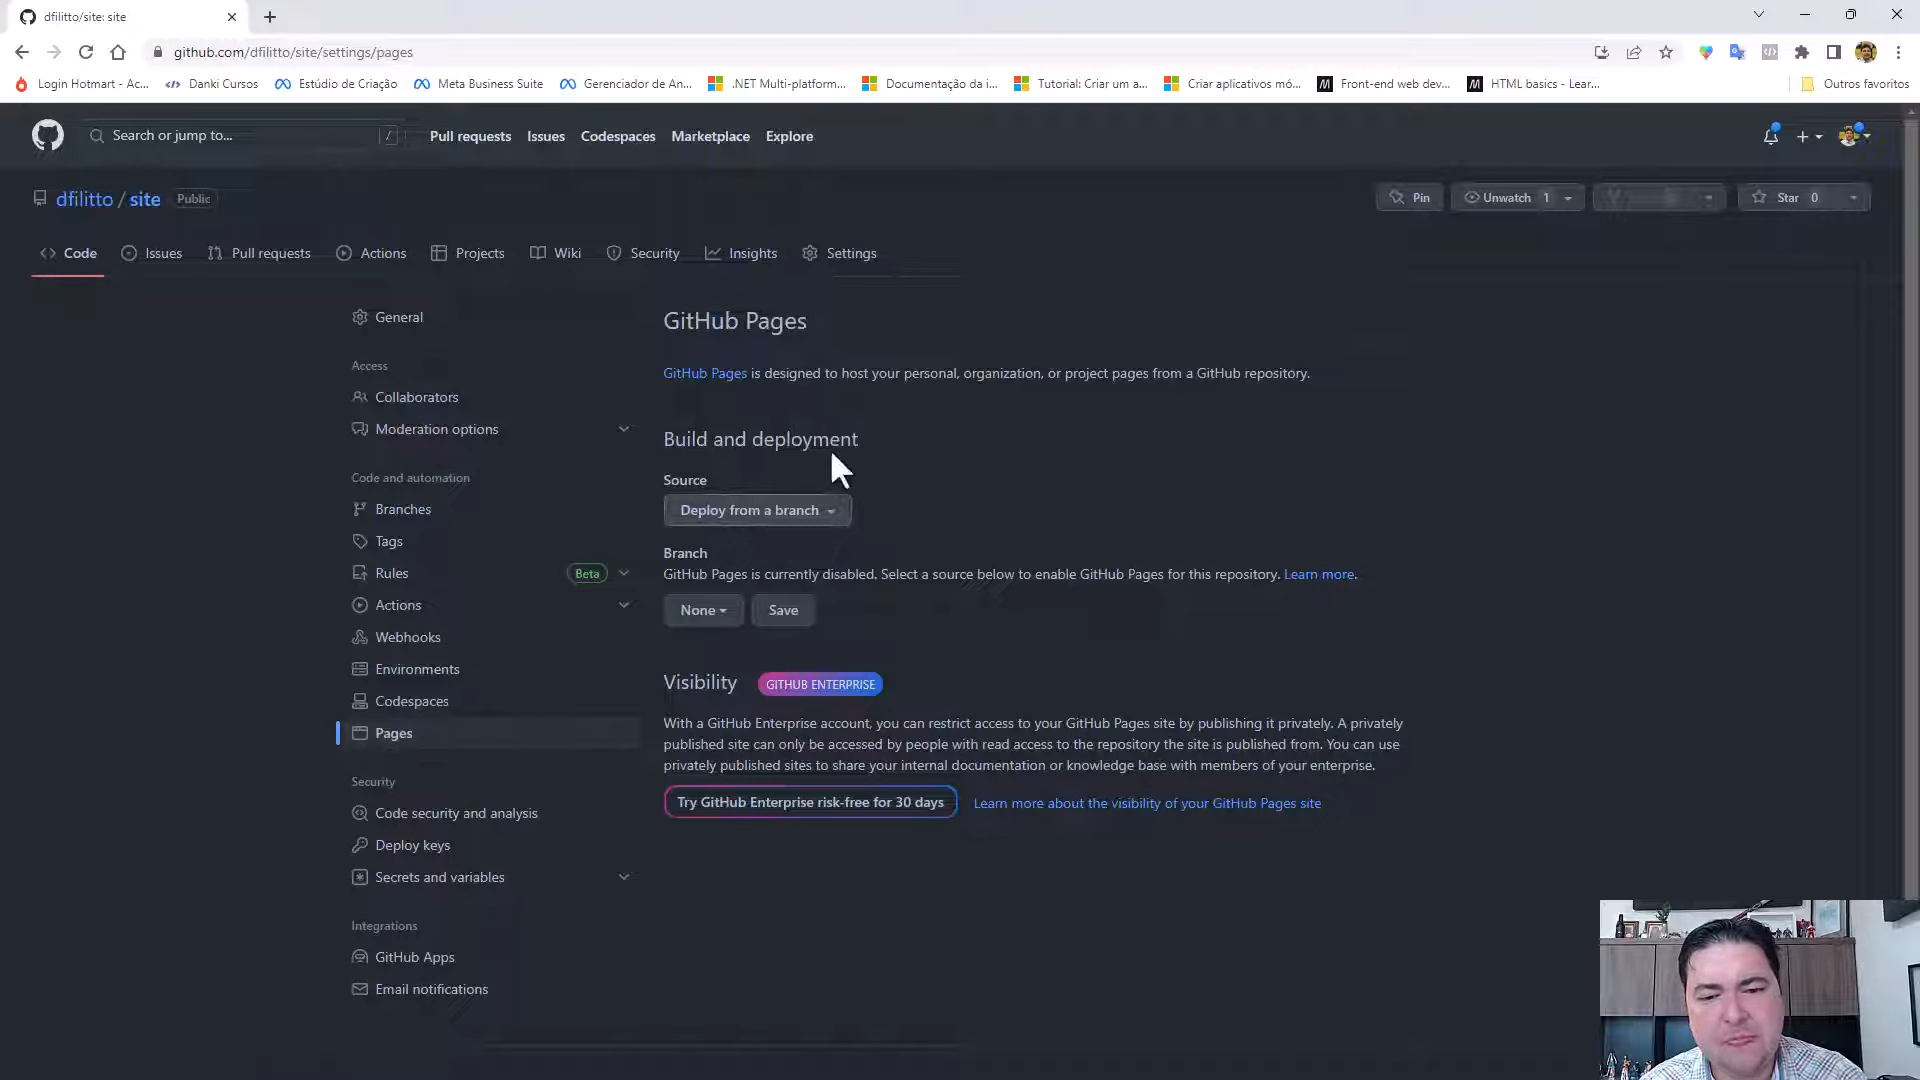 dfilitto/site: site
github.com/dfilitto/site/settings/pages
Login Hotmart - Ac...
Danki Cursos
Estúdio de Criação
Meta Business Suite
Gerenciador de An...
.NET Multi-platform...
Documentação da i...
Tutorial: Criar um a...
Criar aplicativos mó...
Front-end web dev...
HTML basics - Lear...
Outros favoritos
Search or jump to...
/
Pull requests
Issues
Codespaces
Marketplace
Explore
dfilitto / site
Public
Pin
Unwatch 1
Star 0
Code
Issues
Pull requests
Actions
Projects
Wiki
Security
Insights
Settings
General
Access
Collaborators
Moderation options
Code and automation
Branches
Tags
Rules
Beta
Actions
Webhooks
Environments
Codespaces
Pages
Security
Code security and analysis
Deploy keys
Secrets and variables
Integrations
GitHub Apps
Email notifications
GitHub Pages
GitHub Pages is designed to host your personal, organization, or project pages from a GitHub repository.
Build and deployment
Source
Deploy from a branch
Branch
GitHub Pages is currently disabled. Select a source below to enable GitHub Pages for this repository. Learn more.
None
Save
Visibility
GITHUB ENTERPRISE
With a GitHub Enterprise account, you can restrict access to your GitHub Pages site by publishing it privately. A privately
published site can only be accessed by people with read access to the repository the site is published from. You can use
privately published sites to share your internal documentation or knowledge base with members of your enterprise.
Try GitHub Enterprise risk-free for 30 days
Learn more about the visibility of your GitHub Pages site